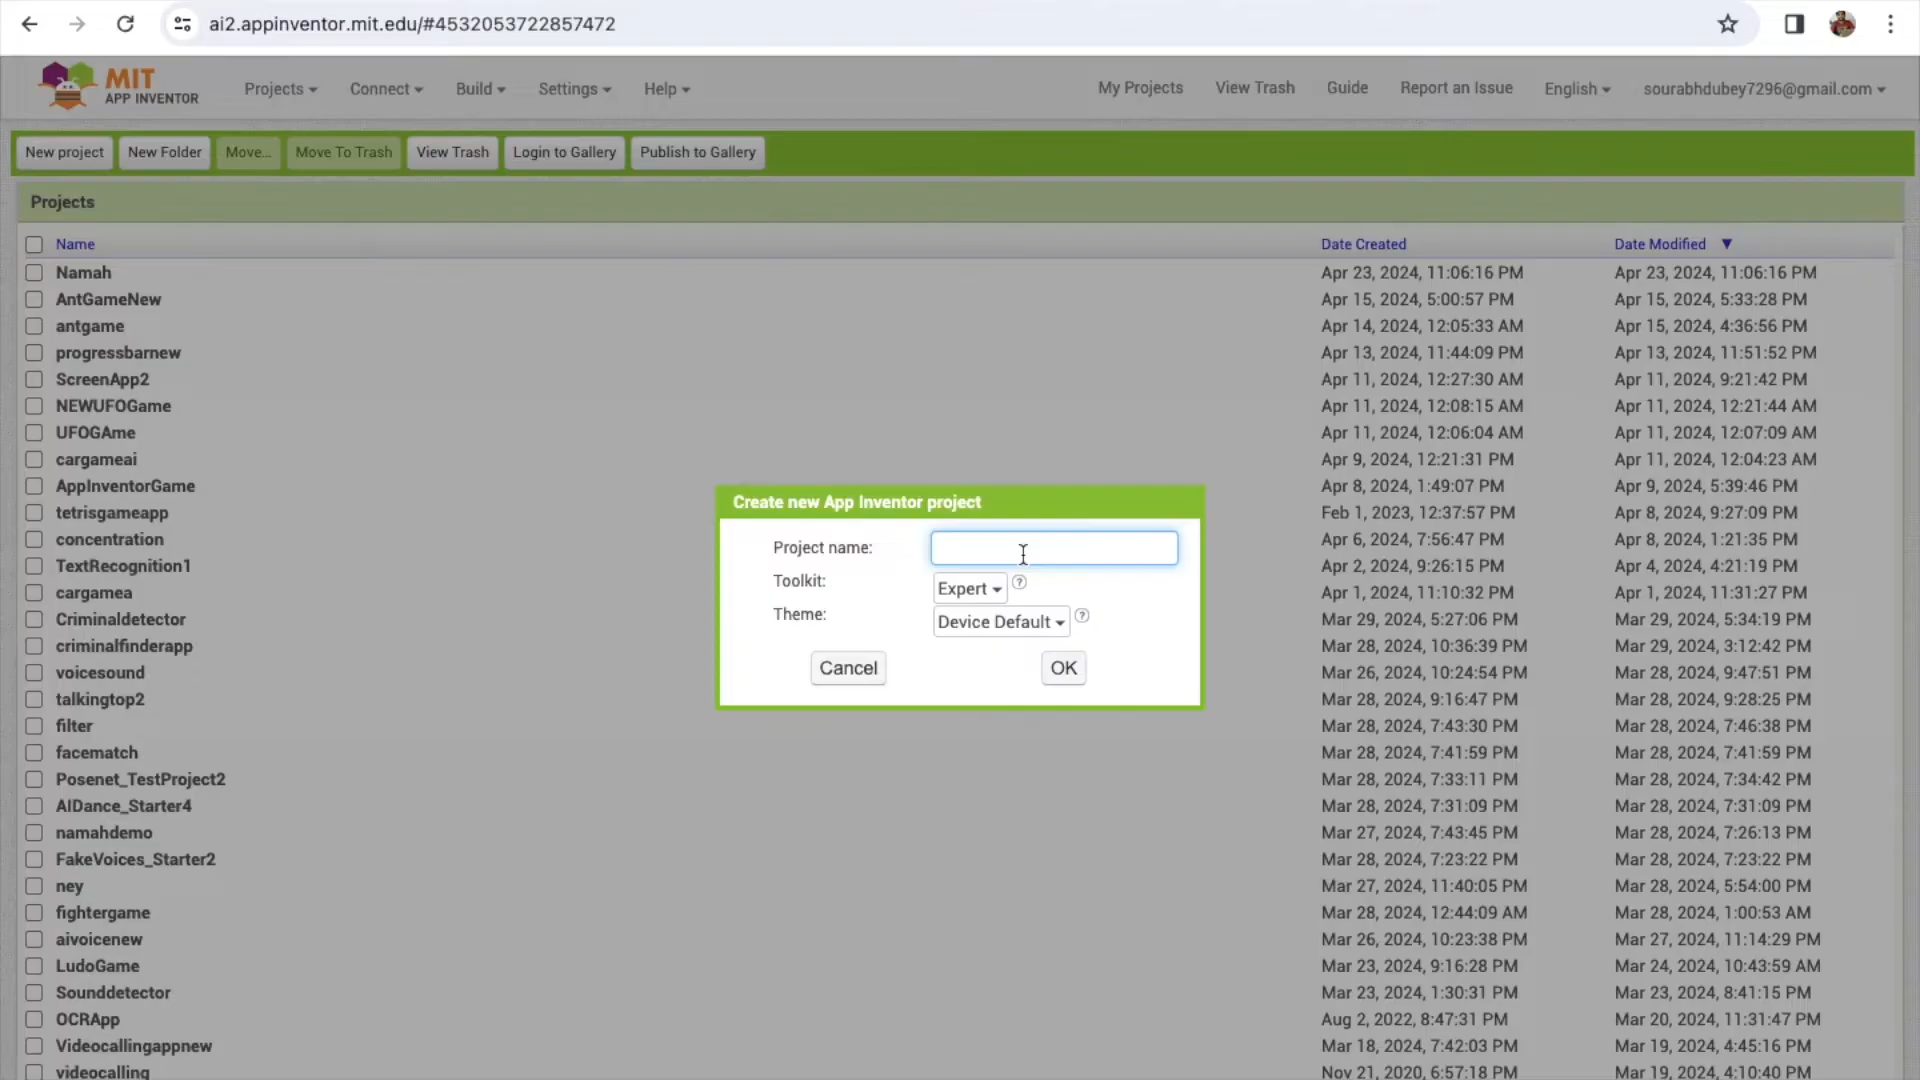 ai2.appinventor.mit.edu/#4532053722857472
MIT
APP INVENTOR
Projects Connect Build Settings Help My Projects View Trash Guide Report an Issue English sourabhdubey7296@gmail.com
New project New Folder Move... Move To Trash View Trash Login to Gallery Publish to Gallery
Projects
Name Date Created Date Modified ▼
Namah Apr 23, 2024, 11:06:16 PM Apr 23, 2024, 11:06:16 PM
AntGameNew Apr 15, 2024, 5:00:57 PM Apr 15, 2024, 5:33:28 PM
antgame Apr 14, 2024, 12:05:33 AM Apr 15, 2024, 4:36:56 PM
progressbarnew Apr 13, 2024, 11:44:09 PM Apr 13, 2024, 11:51:52 PM
ScreenApp2 Apr 11, 2024, 12:27:30 AM Apr 11, 2024, 9:21:42 PM
NEWUFOGame Apr 11, 2024, 12:08:15 AM Apr 11, 2024, 12:21:44 AM
UFOGAme Apr 11, 2024, 12:06:04 AM Apr 11, 2024, 12:07:09 AM
cargameai Apr 9, 2024, 12:21:31 PM Apr 11, 2024, 12:04:23 AM
AppInventorGame Apr 8, 2024, 1:49:07 PM Apr 9, 2024, 5:39:46 PM
tetrisgameapp Feb 1, 2023, 12:37:57 PM Apr 8, 2024, 9:27:09 PM
concentration Apr 6, 2024, 7:56:47 PM Apr 8, 2024, 1:21:35 PM
TextRecognition1 Apr 2, 2024, 9:26:15 PM Apr 4, 2024, 4:21:19 PM
cargamea Apr 1, 2024, 11:10:32 PM Apr 1, 2024, 11:31:27 PM
Criminaldetector Mar 29, 2024, 5:27:06 PM Mar 29, 2024, 5:34:19 PM
criminalfinderapp Mar 28, 2024, 10:36:39 PM Mar 29, 2024, 3:12:42 PM
voicesound Mar 26, 2024, 10:24:54 PM Mar 28, 2024, 9:47:51 PM
talkingtop2 Mar 28, 2024, 9:16:47 PM Mar 28, 2024, 9:28:25 PM
filter Mar 28, 2024, 7:43:30 PM Mar 28, 2024, 7:46:38 PM
facematch Mar 28, 2024, 7:41:59 PM Mar 28, 2024, 7:41:59 PM
Posenet_TestProject2 Mar 28, 2024, 7:33:11 PM Mar 28, 2024, 7:34:42 PM
AIDance_Starter4 Mar 28, 2024, 7:31:09 PM Mar 28, 2024, 7:31:09 PM
namahdemo Mar 27, 2024, 7:43:45 PM Mar 28, 2024, 7:26:13 PM
FakeVoices_Starter2 Mar 28, 2024, 7:23:22 PM Mar 28, 2024, 7:23:22 PM
ney Mar 27, 2024, 11:40:05 PM Mar 28, 2024, 5:54:00 PM
fightergame Mar 28, 2024, 12:44:09 AM Mar 28, 2024, 1:00:53 AM
aivoicenew Mar 26, 2024, 10:23:38 PM Mar 27, 2024, 11:14:29 PM
LudoGame Mar 23, 2024, 9:16:28 PM Mar 24, 2024, 10:43:59 AM
Sounddetector Mar 23, 2024, 1:30:31 PM Mar 23, 2024, 8:41:15 PM
OCRApp Aug 2, 2022, 8:47:31 PM Mar 20, 2024, 11:31:47 PM
Videocallingappnew Mar 18, 2024, 7:42:03 PM Mar 19, 2024, 4:45:16 PM
videocalling Nov 21, 2020, 6:57:18 PM Mar 19, 2024, 4:10:40 PM
Create new App Inventor project
Project name:
Toolkit: Expert ?
Theme: Device Default ?
Cancel OK